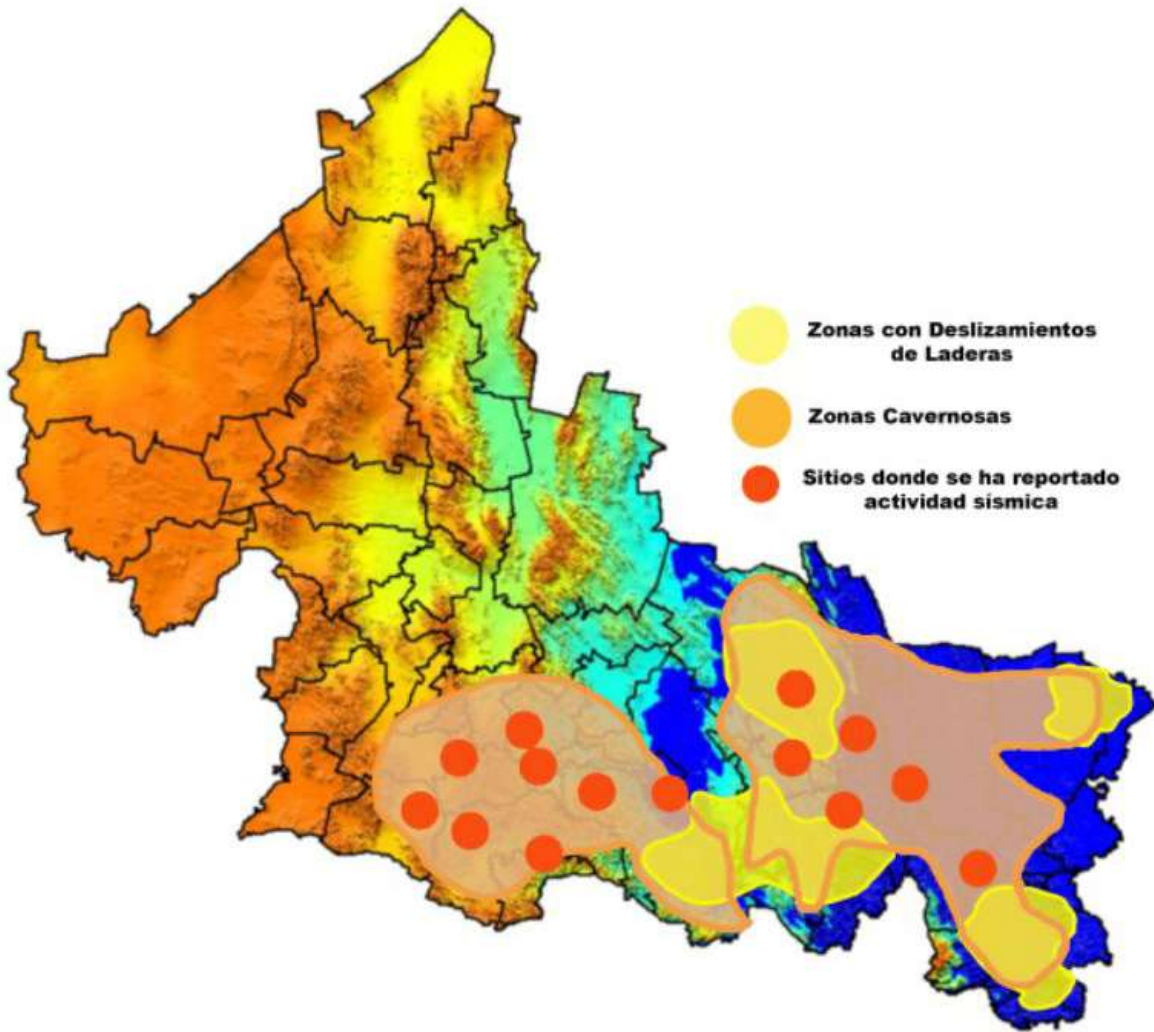 Zonas con Deslizamientos
de Laderas
Zonas Cavernosas
Sitios donde se ha reportado
actividad sísmica